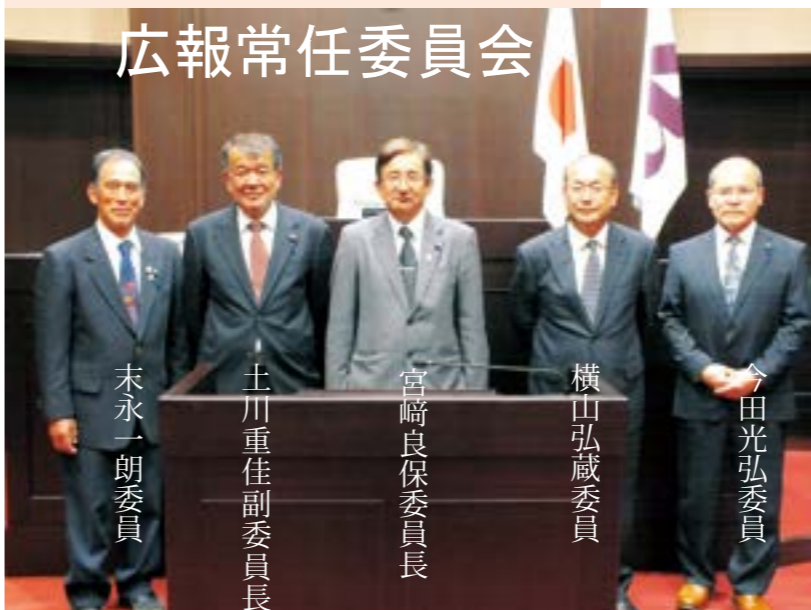 広報常任委員会
末永一朗委員
土川重佳副委員長
宮﨑良保委員長
横山弘蔵委員
今田光弘委員